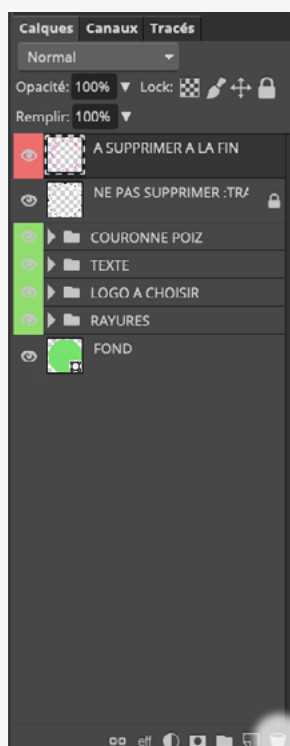 Calques Canaux Tracés
Normal
Opacité: 100% Lock:
Remplir: 100%
A SUPPRIMER A LA FIN
NE PAS SUPPRIMER :TRA
COURONNE POIZ
TEXTE
LOGO A CHOISIR
RAYURES
FOND
eff